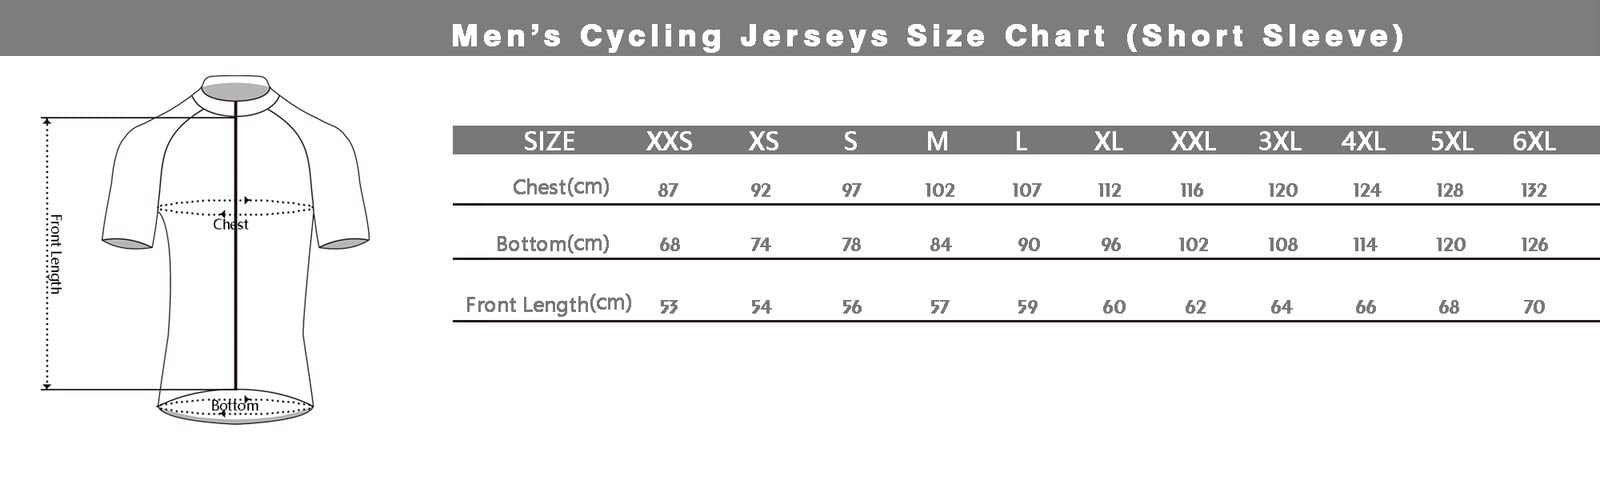 Men's Cycling Jerseys Size Chart (Short Sleeve)
SIZE XXS XS S M L XL XXL 3XL 4XL 5XL 6XL
Chest(cm) 87 92 97 102 107 112 116 120 124 128 132
Bottom(cm) 68 74 78 84 90 96 102 108 114 120 126
Front Length(cm) 53 54 56 57 59 60 62 64 66 68 70
Front Length
Chest
Bottom